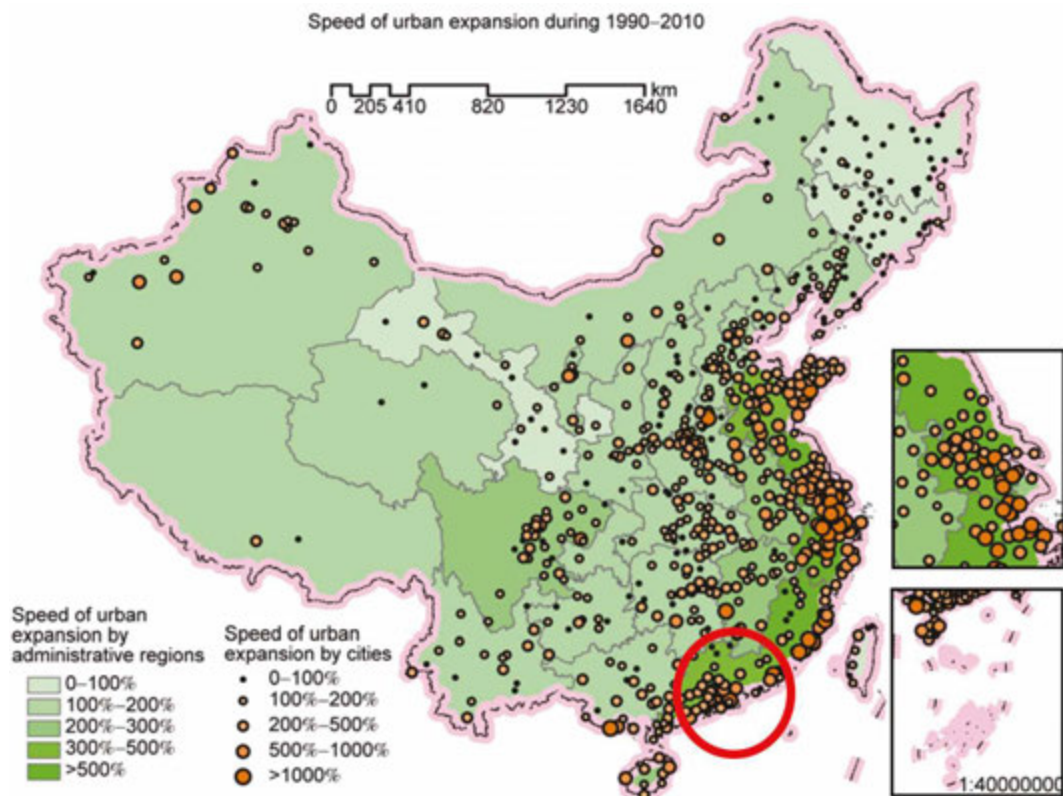 Speed of urban expansion during 1990–2010
km
0 205 410 820 1230 1640
Speed of urban
expansion by
administrative regions
0–100%
100%–200%
200%–300%
300%–500%
>500%
Speed of urban
expansion by cities
0–100%
100%–200%
200%–500%
500%–1000%
>1000%
1:40000000